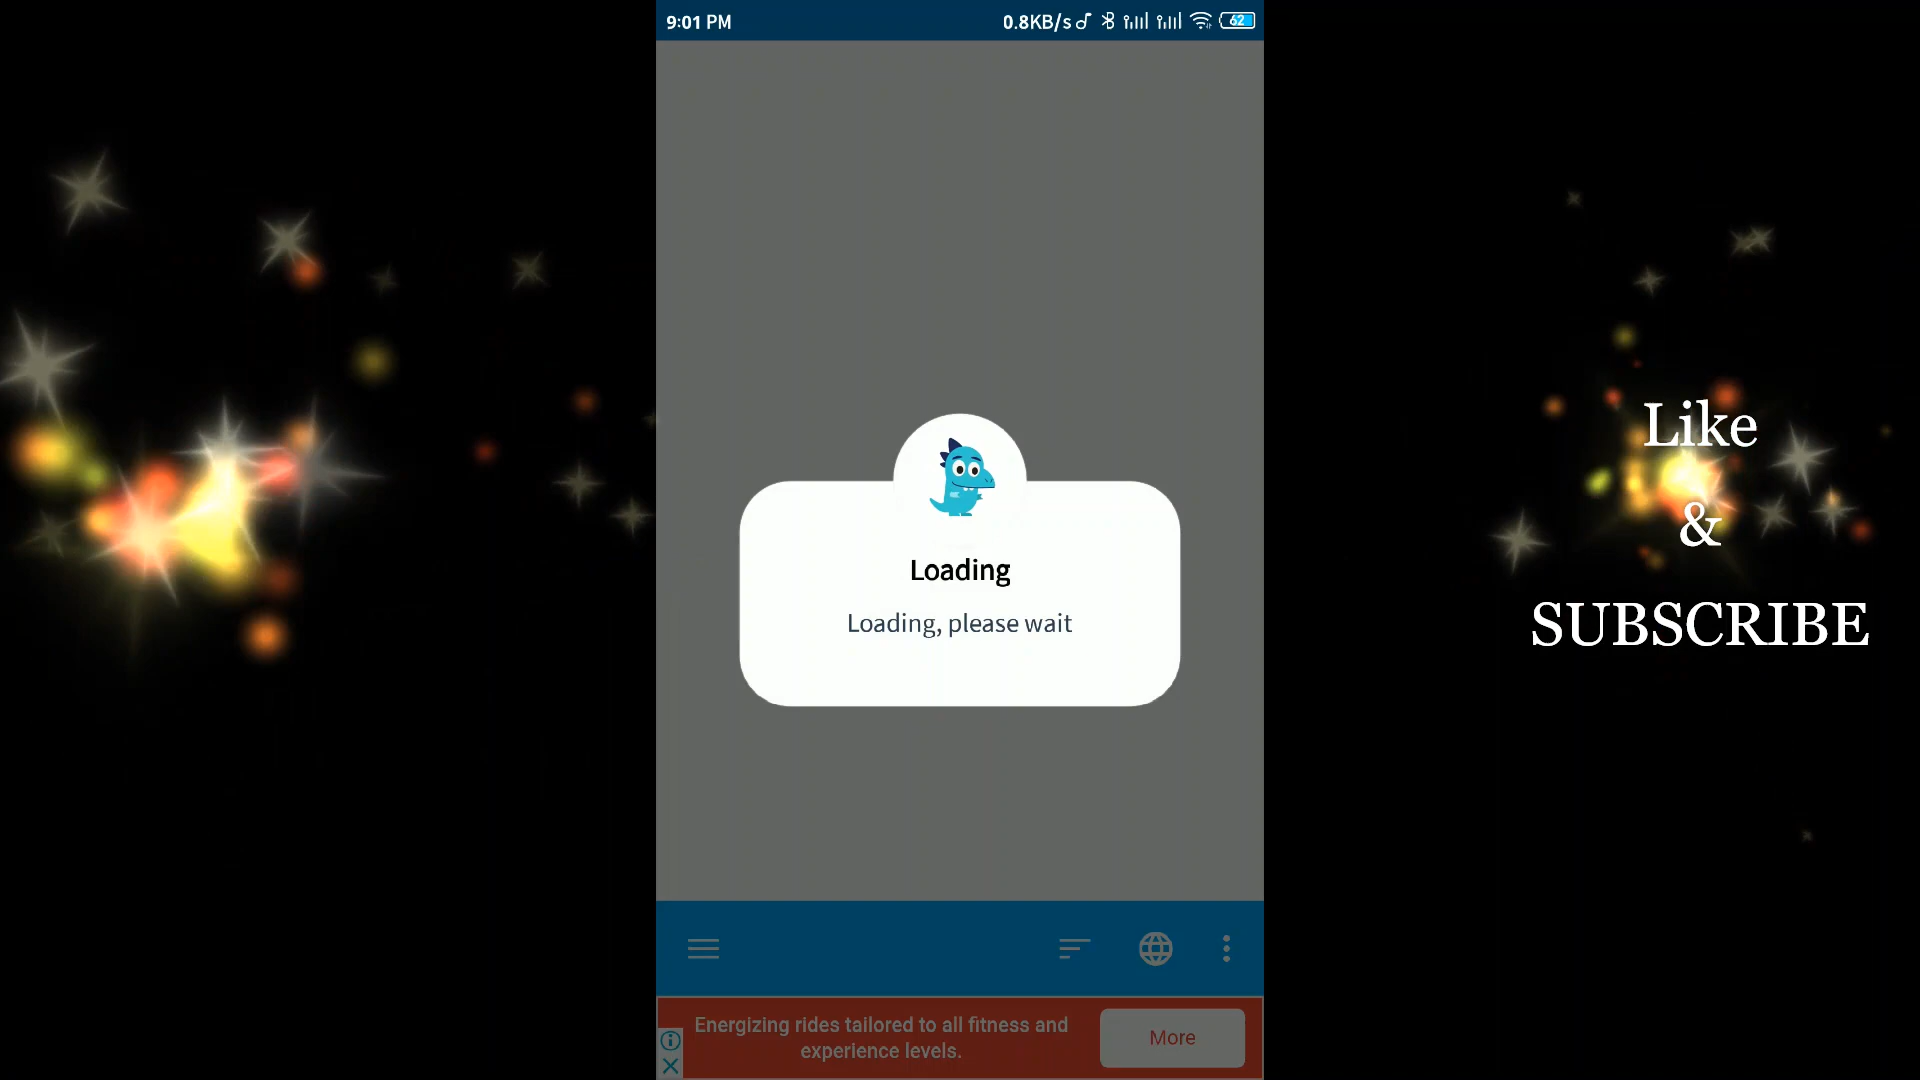 9:01 PM
0.8KB/s
62
Loading
Loading, please wait
Energizing rides tailored to all fitness and
experience levels.
More
Like
&
SUBSCRIBE